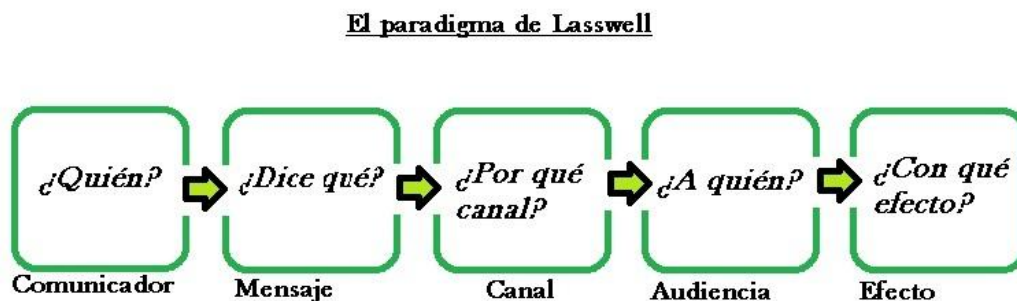 El paradigma de Lasswell
¿Quién?
¿Dice qué?
¿Por qué
canal?
¿A quién?
¿Con qué
efecto?
Comunicador
Mensaje
Canal
Audiencia
Efecto